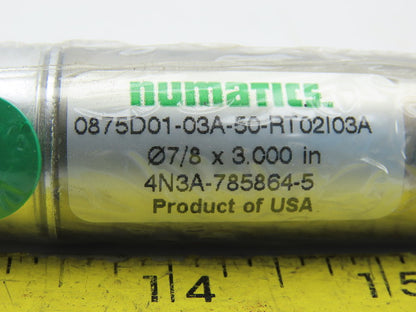 numatics.
0875D01-03A-50-RT02I03A
Ø7/8 x 3.000 in
4N3A-785864-5
Product of USA
14 15